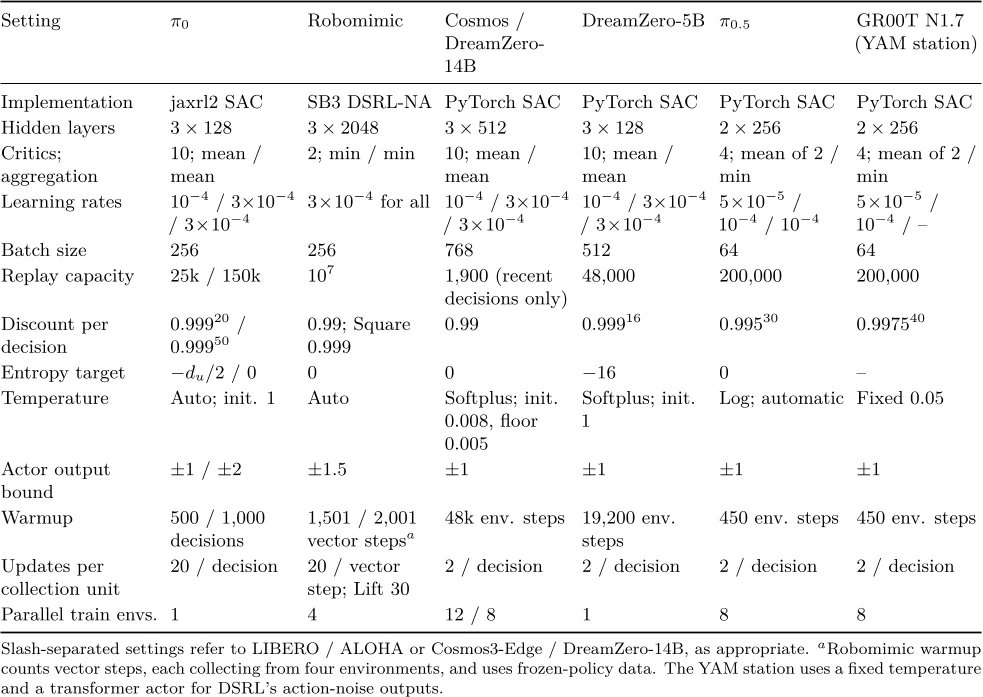 Setting π0 Robomimic Cosmos / DreamZero-14B DreamZero-5B π0.5 GR00T N1.7 (YAM station)
Implementation jaxrl2 SAC SB3 DSRL-NA PyTorch SAC PyTorch SAC PyTorch SAC PyTorch SAC
Hidden layers 3 × 128 3 × 2048 3 × 512 3 × 128 2 × 256 2 × 256
Critics; aggregation 10; mean / mean 2; min / min 10; mean / mean 10; mean / mean 4; mean of 2 / min 4; mean of 2 / min
Learning rates 10⁻⁴ / 3×10⁻⁴ / 3×10⁻⁴ 3×10⁻⁴ for all 10⁻⁴ / 3×10⁻⁴ / 3×10⁻⁴ 10⁻⁴ / 3×10⁻⁴ / 3×10⁻⁴ 5×10⁻⁵ / 10⁻⁴ / 10⁻⁴ 5×10⁻⁵ / 10⁻⁴ / –
Batch size 256 256 768 512 64 64
Replay capacity 25k / 150k 10⁷ 1,900 (recent decisions only) 48,000 200,000 200,000
Discount per decision 0.999²⁰ / 0.999⁵⁰ 0.99; Square 0.999 0.99 0.999¹⁶ 0.995³⁰ 0.9975⁴⁰
Entropy target −dᵤ/2 / 0 0 0 −16 0 –
Temperature Auto; init. 1 Auto Softplus; init. 0.008, floor 0.005 Softplus; init. 1 Log; automatic Fixed 0.05
Actor output bound ±1 / ±2 ±1.5 ±1 ±1 ±1 ±1
Warmup 500 / 1,000 decisions 1,501 / 2,001 vector stepsᵃ 48k env. steps 19,200 env. steps 450 env. steps 450 env. steps
Updates per collection unit 20 / decision 20 / vector step; Lift 30 2 / decision 2 / decision 2 / decision 2 / decision
Parallel train envs. 1 4 12 / 8 1 8 8
Slash-separated settings refer to LIBERO / ALOHA or Cosmos3-Edge / DreamZero-14B, as appropriate. ᵃRobomimic warmup
counts vector steps, each collecting from four environments, and uses frozen-policy data. The YAM station uses a fixed temperature
and a transformer actor for DSRL's action-noise outputs.